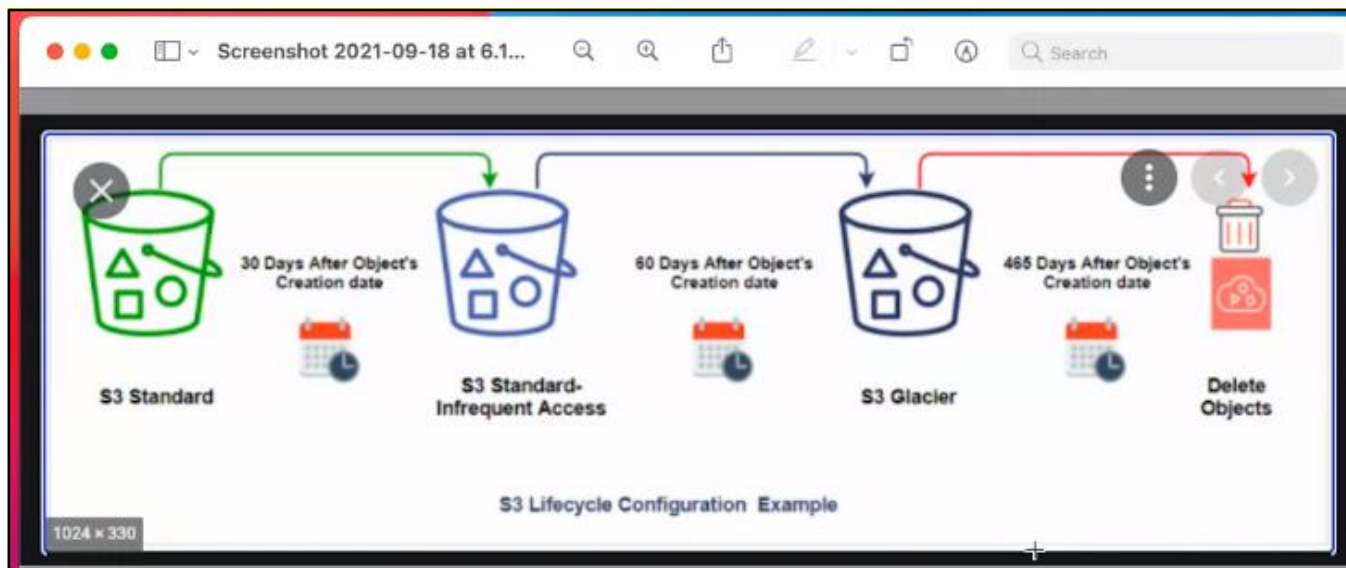 Screenshot 2021-09-18 at 6.1...
Search
30 Days After Object's
Creation date
60 Days After Object's
Creation date
465 Days After Object's
Creation date
S3 Standard
S3 Standard-
Infrequent Access
S3 Glacier
Delete
Objects
S3 Lifecycle Configuration Example
1024 × 330